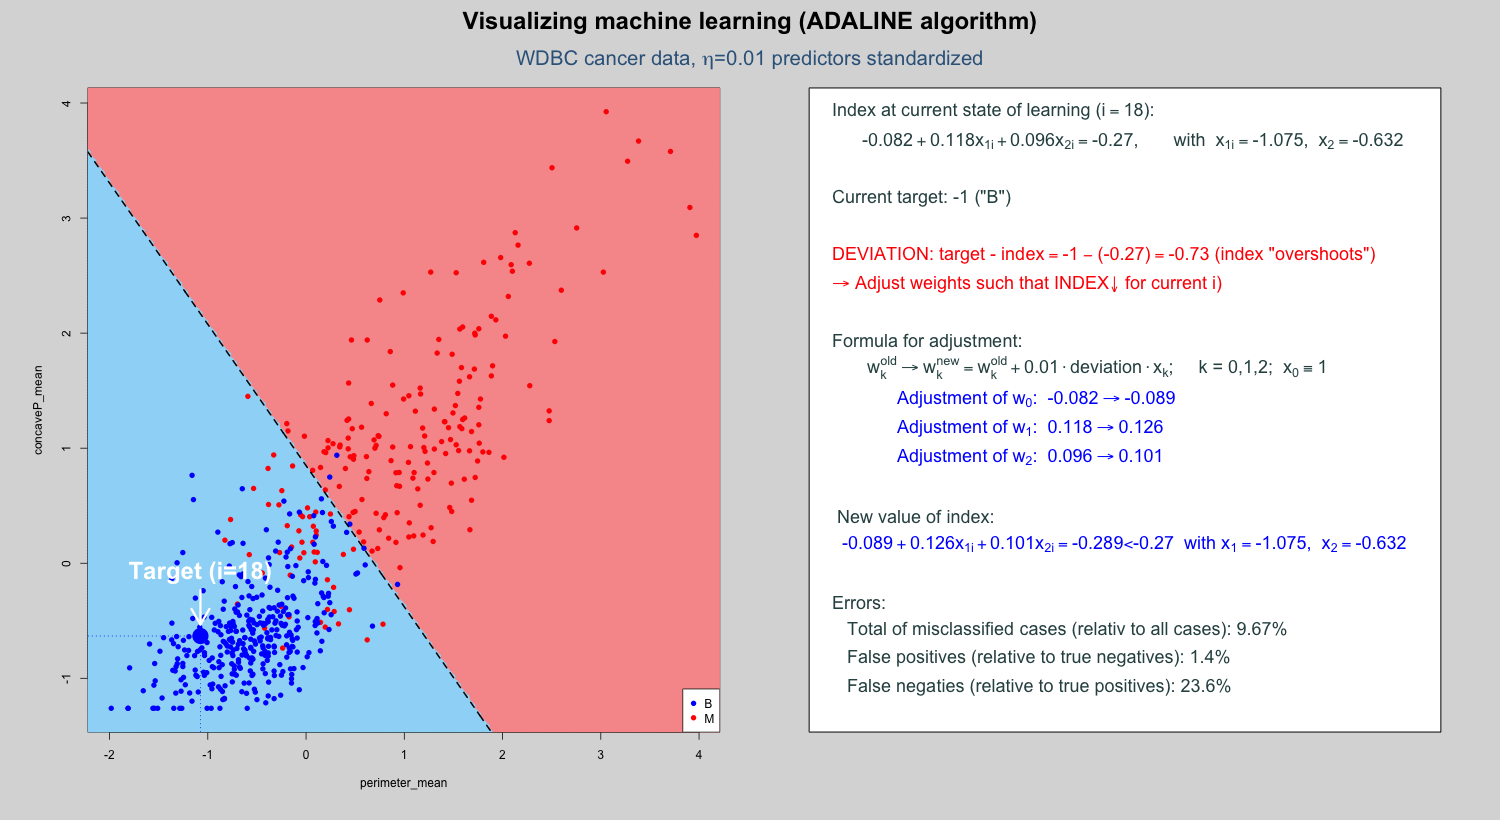 Visualizing machine learning (ADALINE algorithm)
WDBC cancer data, η=0.01 predictors standardized
4
3
2
1
0
-1
concaveP_mean
Target (i=18)
B
M
-2 -1 0 1 2 3 4
perimeter_mean
Index at current state of learning (i = 18):
-0.082 + 0.118x1i + 0.096x2i = -0.27, with x1i = -1.075, x2 = -0.632
Current target: -1 ("B")
DEVIATION: target - index = -1 − (-0.27) = -0.73 (index "overshoots")
→ Adjust weights such that INDEX↓ for current i)
Formula for adjustment:
w_k^old → w_k^new = w_k^old + 0.01 · deviation · x_k; k = 0,1,2; x0 ≡ 1
Adjustment of w0: -0.082 → -0.089
Adjustment of w1: 0.118 → 0.126
Adjustment of w2: 0.096 → 0.101
New value of index:
-0.089 + 0.126x1i + 0.101x2i = -0.289<-0.27 with x1 = -1.075, x2 = -0.632
Errors:
Total of misclassified cases (relativ to all cases): 9.67%
False positives (relative to true negatives): 1.4%
False negaties (relative to true positives): 23.6%